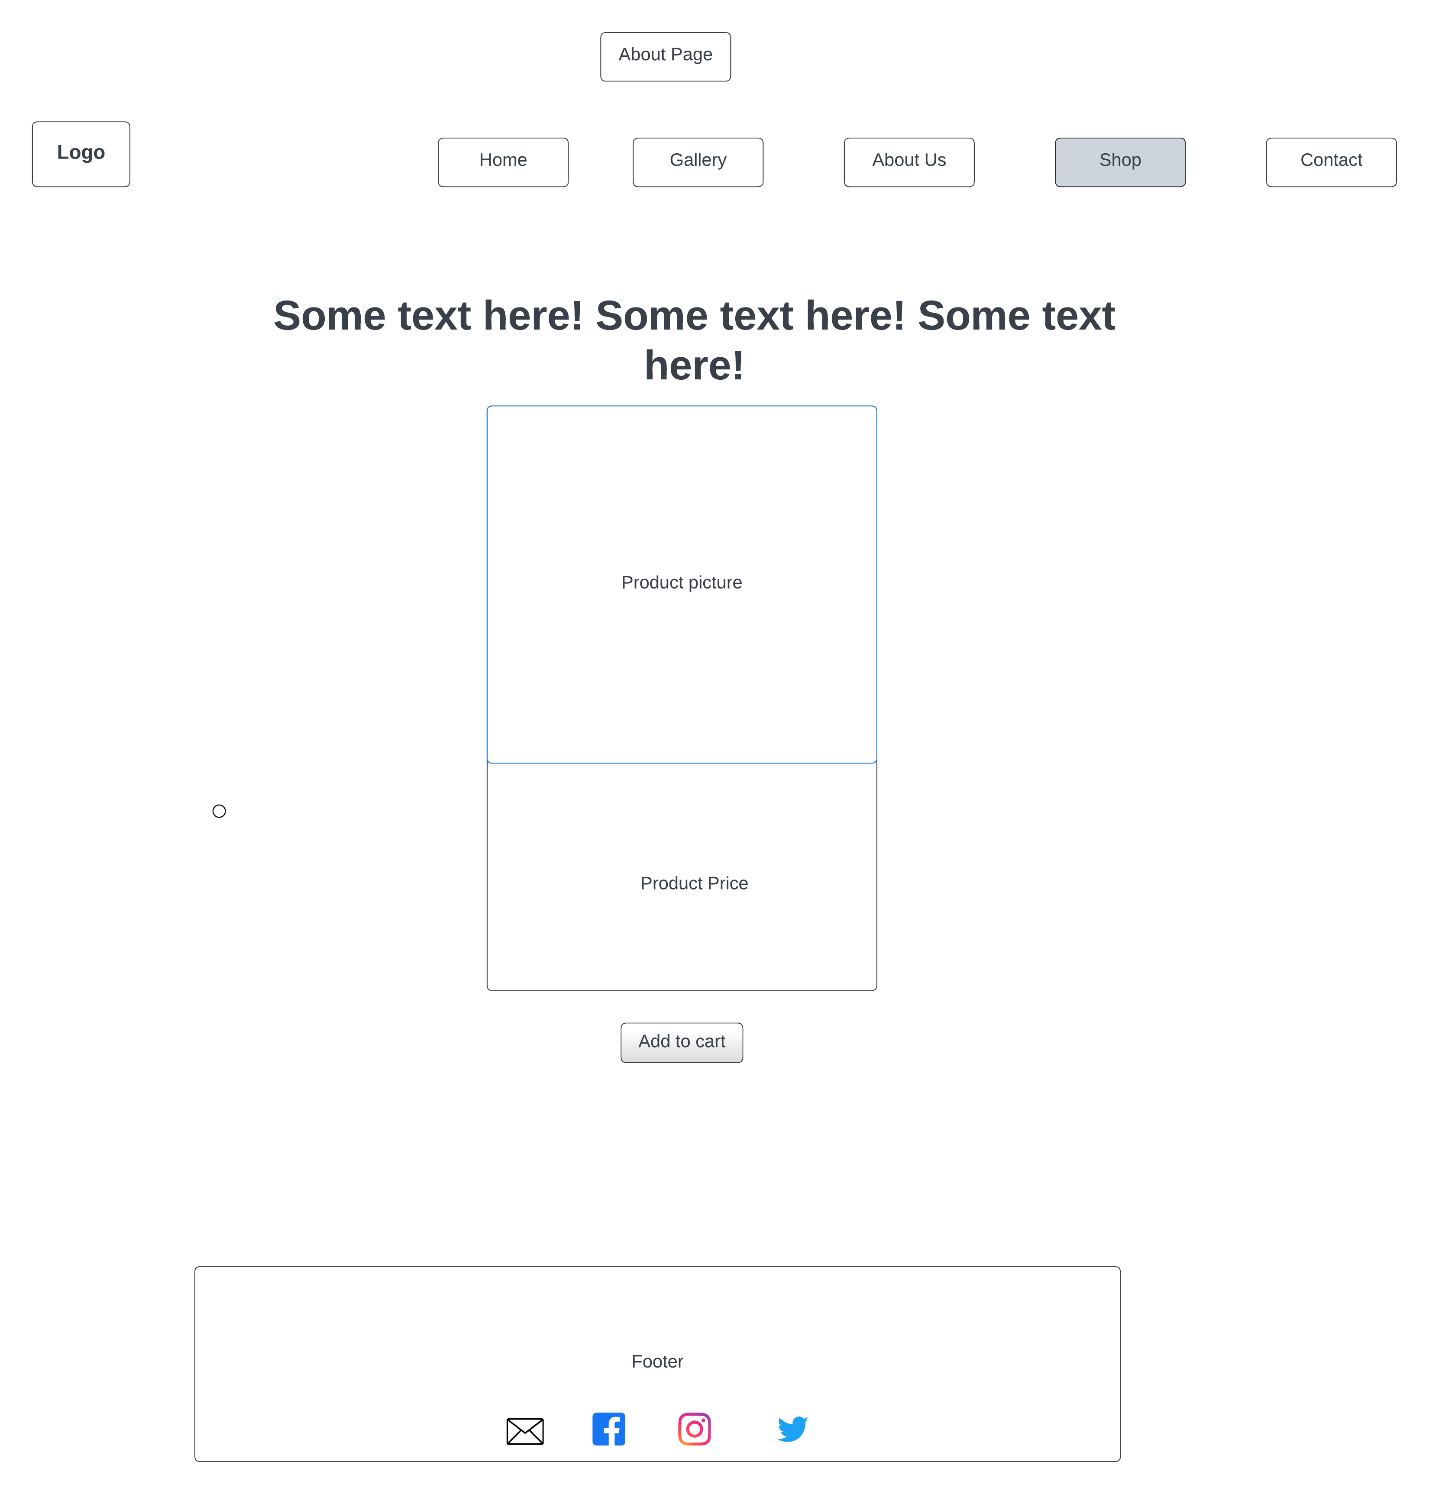 About Page
Logo
Home
Gallery
About Us
Shop
Contact
Some text here! Some text here! Some text
here!
Product picture
Product Price
Add to cart
Footer